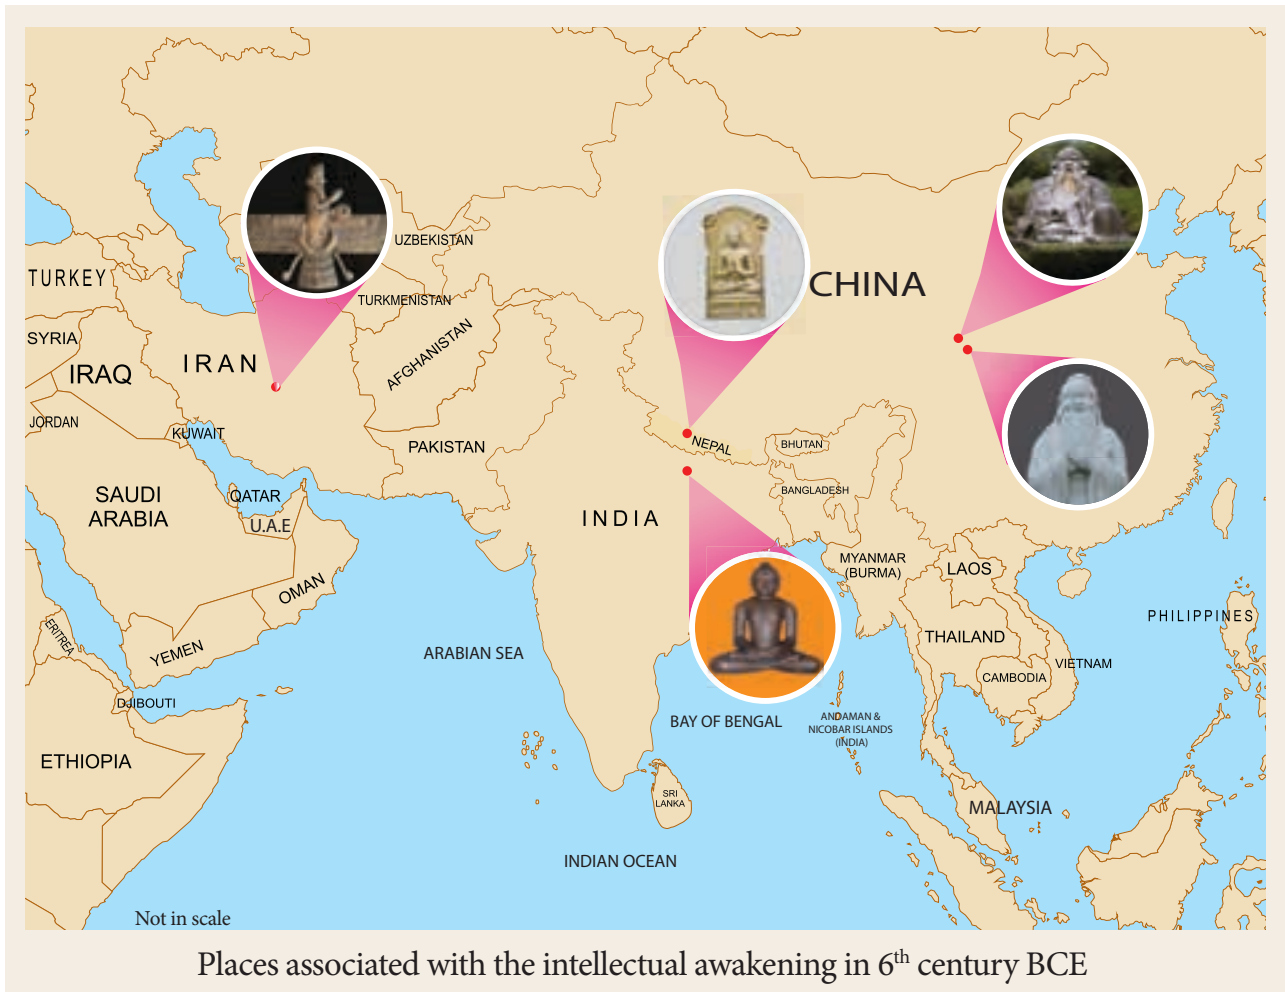 UZBEKISTAN
CHINA
TURKEY
TURKMENISTAN
SYRIA
AFGHANISTAN
IRAN
IRAQ
JORDAN
KUWAIT
PAKISTAN
NEPAL
BHUTAN
SAUDI
ARABIA
QATAR
BANGLADESH
U.A.E
INDIA
MYANMAR
(BURMA)
LAOS
OMAN
PHILIPPINES
ERITREA
THAILAND
YEMEN
ARABIAN SEA
VIETNAM
CAMBODIA
DJIBOUTI
BAY OF BENGAL
ANDAMAN &
NICOBAR ISLANDS
(INDIA)
ETHIOPIA
SRI
LANKA
MALAYSIA
INDIAN OCEAN
Not in scale
Places associated with the intellectual awakening in 6th century BCE